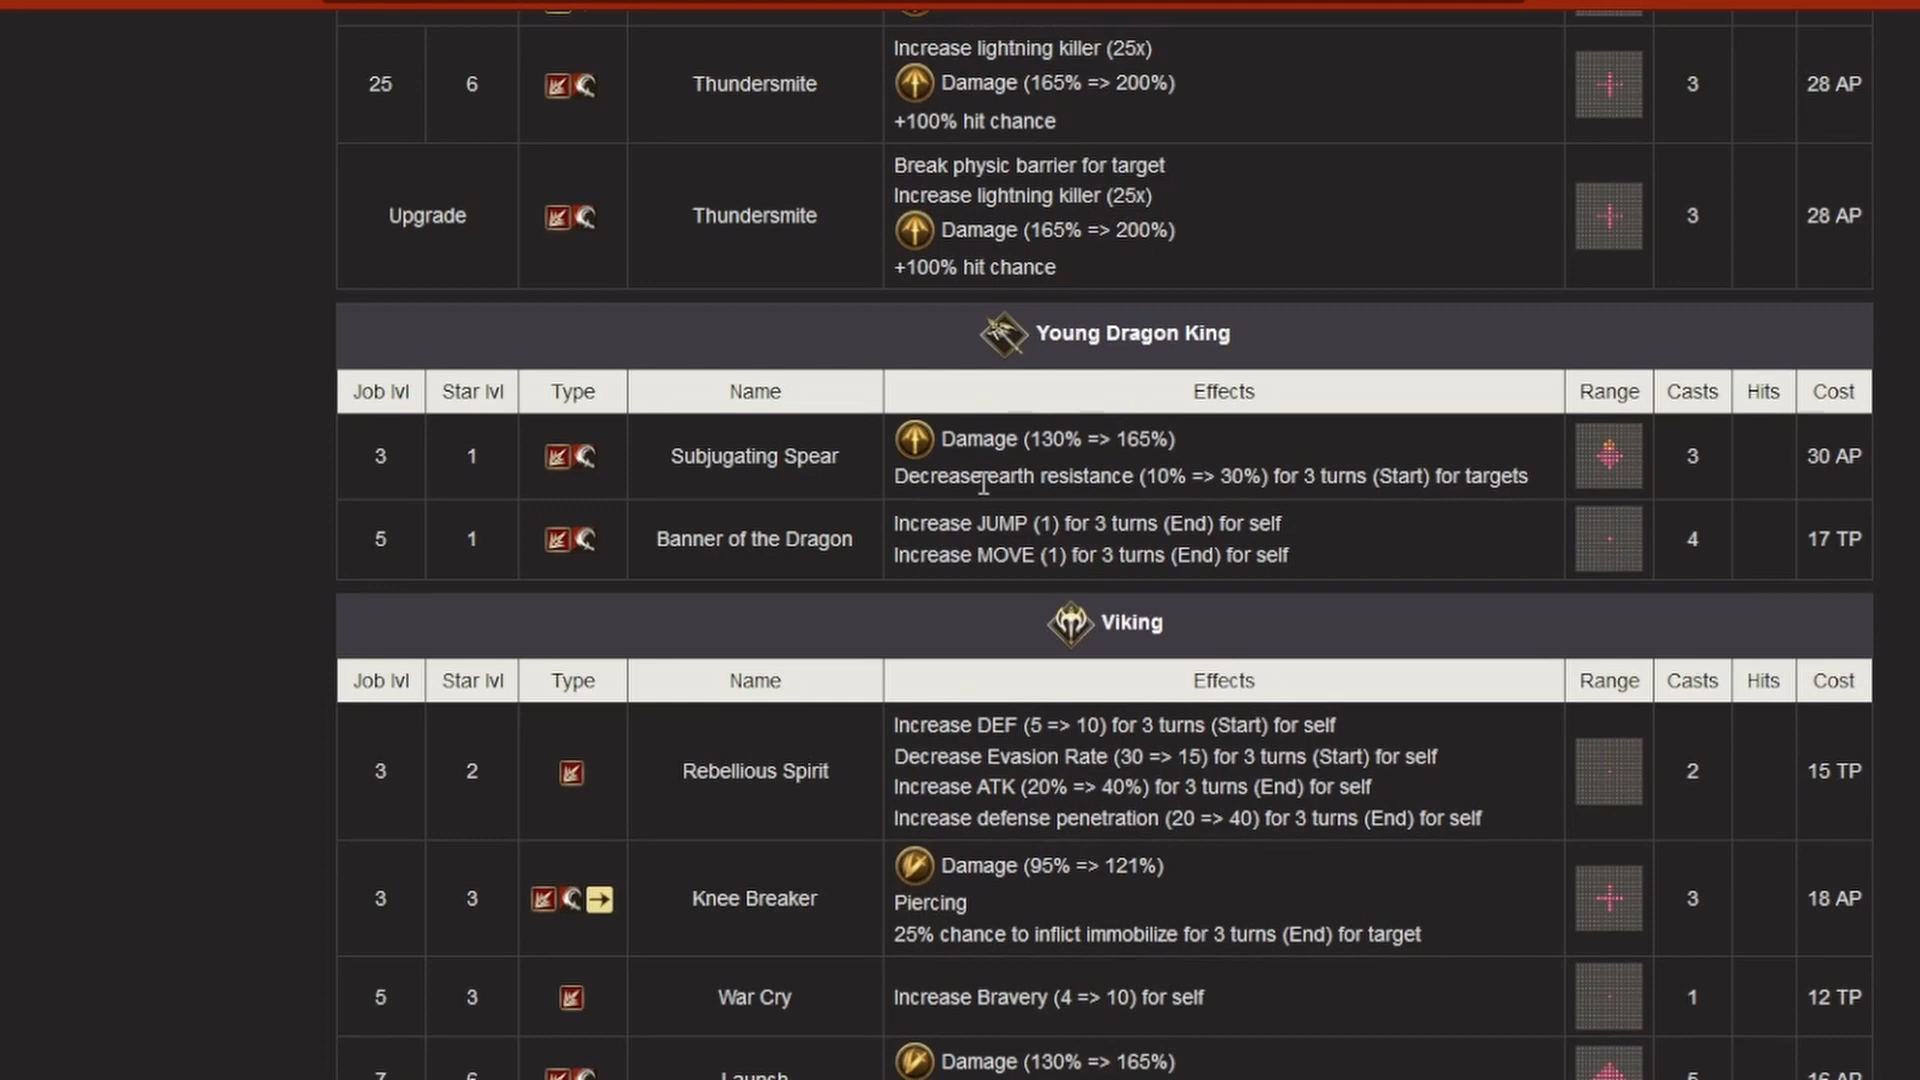 25 6 Thundersmite Increase lightning killer (25x)
Damage (165% => 200%)
+100% hit chance 3 28 AP
Upgrade Thundersmite Break physic barrier for target
Increase lightning killer (25x)
Damage (165% => 200%)
+100% hit chance 3 28 AP
Young Dragon King
Job lvl Star lvl Type Name Effects Range Casts Hits Cost
3 1 Subjugating Spear Damage (130% => 165%)
Decrease earth resistance (10% => 30%) for 3 turns (Start) for targets 3 30 AP
5 1 Banner of the Dragon Increase JUMP (1) for 3 turns (End) for self
Increase MOVE (1) for 3 turns (End) for self 4 17 TP
Viking
Job lvl Star lvl Type Name Effects Range Casts Hits Cost
3 2 Rebellious Spirit Increase DEF (5 => 10) for 3 turns (Start) for self
Decrease Evasion Rate (30 => 15) for 3 turns (Start) for self
Increase ATK (20% => 40%) for 3 turns (End) for self
Increase defense penetration (20 => 40) for 3 turns (End) for self 2 15 TP
3 3 Knee Breaker Damage (95% => 121%)
Piercing
25% chance to inflict immobilize for 3 turns (End) for target 3 18 AP
5 3 War Cry Increase Bravery (4 => 10) for self 1 12 TP
Damage (130% => 165%)